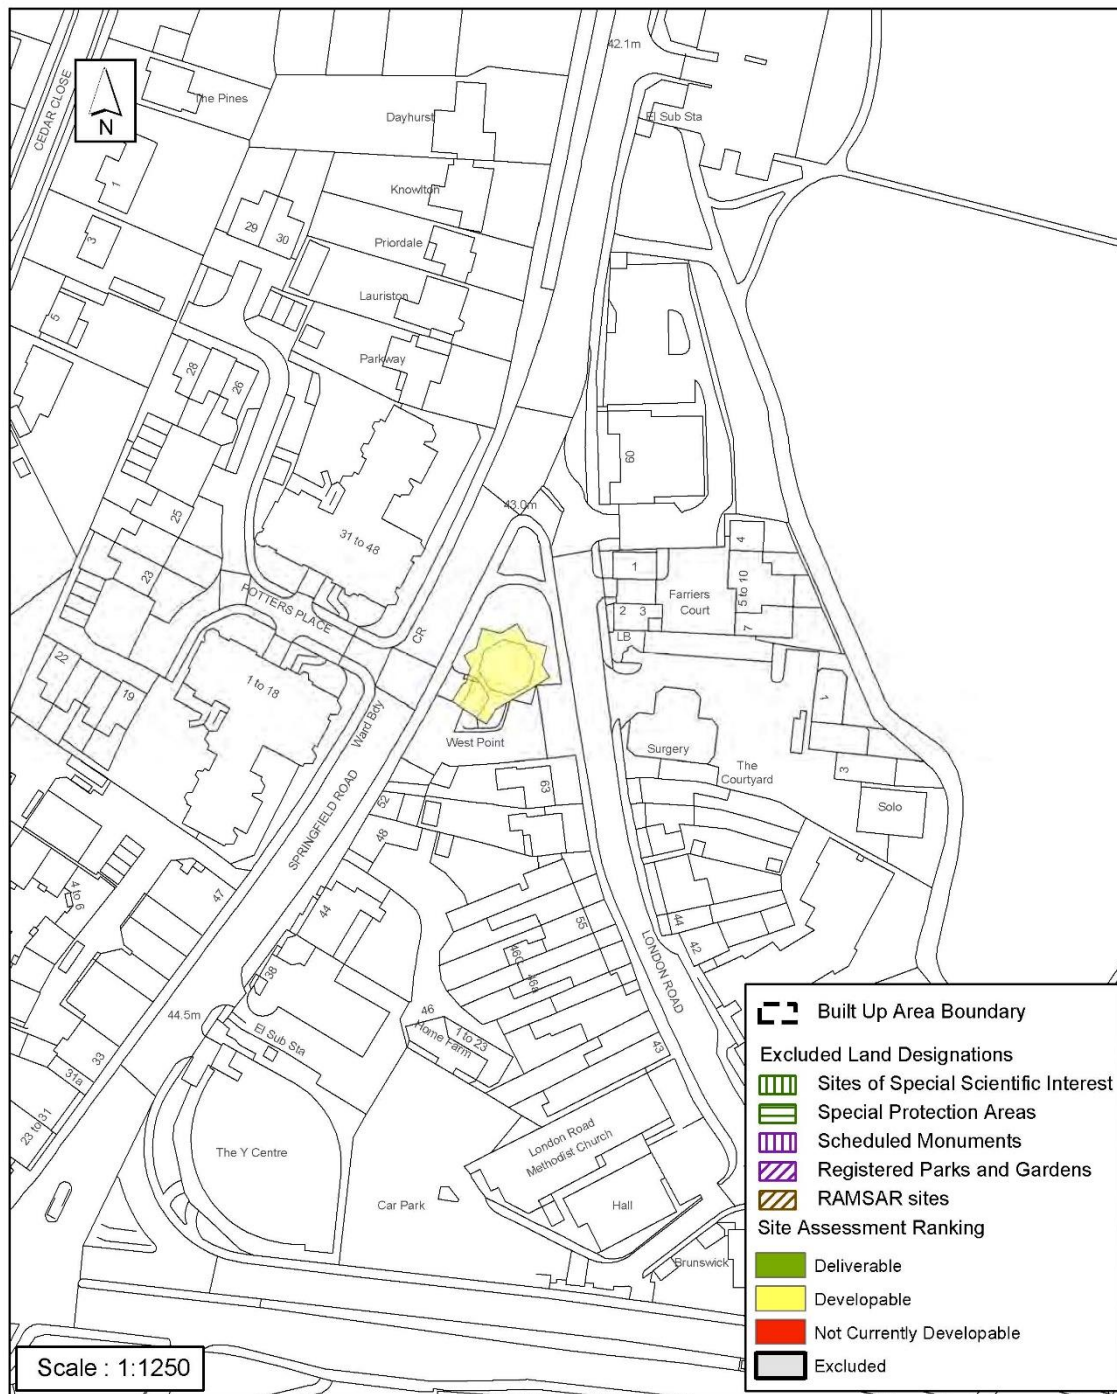 42.1m
CEDAR CLOSE
The Pines
N
Dayhurst
El Sub Sta
1
Knowlton
29
30
3
Priordale
Lauriston
5
Parkway
28
26
60
25
43.0m
31 to 48
23
POTTERS PLACE
CR
1
4
5 to 10
Farriers
Court
2
3
7
LB
22
19
1 to 18
Ward Bdy
West Point
Surgery
The
Courtyard
1
3
Solo
63
52
48
SPRINGFIELD ROAD
47
4 to 6
44
55
44
42
46c
46a
LONDON ROAD
38
44.5m
El Sub Sta
46
1 to 23
Home Farm
43
33
31a
23 to 31
The Y Centre
London Road
Methodist Church
Car Park
Hall
Brunswick
Built Up Area Boundary
Excluded Land Designations
Sites of Special Scientific Interest
Special Protection Areas
Scheduled Monuments
Registered Parks and Gardens
RAMSAR sites
Site Assessment Ranking
Deliverable
Developable
Not Currently Developable
Excluded
Scale : 1:1250